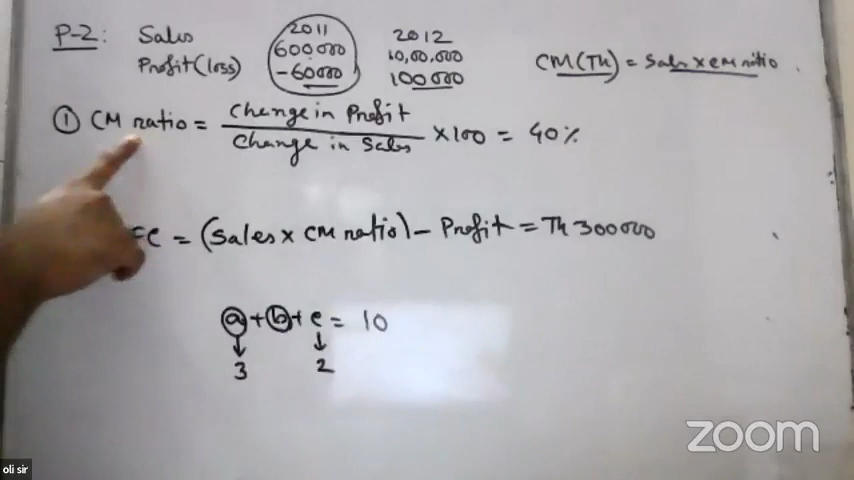 P-2: Sales 2011 2012
600000 10,00,000
Profit(loss) -60000 100000
CM(Tk) = Sales x CM ratio.
① CM ratio = Change in Profit / Change in Sales x100 = 40%
FC = (Sales x CM ratio) - Profit = Tk 300000
a + b + c = 10
↓ ↓
3 2
zoom
oli sir